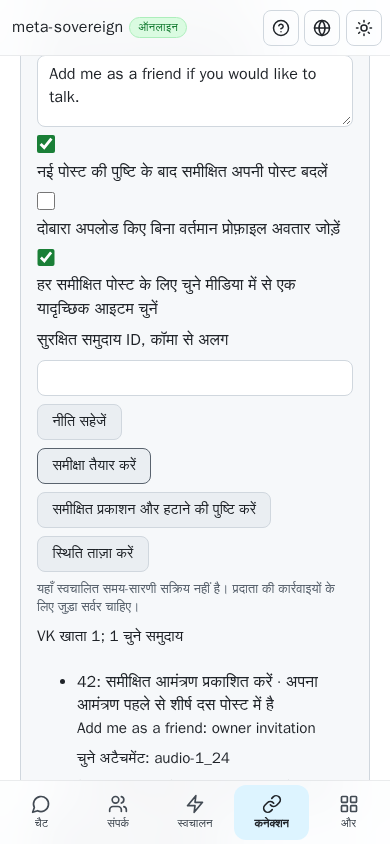 meta-sovereign ऑनलाइन
Add me as a friend if you would like to
talk.
नई पोस्ट की पुष्टि के बाद समीक्षित अपनी पोस्ट बदलें
दोबारा अपलोड किए बिना वर्तमान प्रोफ़ाइल अवतार जोड़ें
हर समीक्षित पोस्ट के लिए चुने मीडिया में से एक
यादृच्छिक आइटम चुनें
सुरक्षित समुदाय ID, कॉमा से अलग
नीति सहेजें
समीक्षा तैयार करें
समीक्षित प्रकाशन और हटाने की पुष्टि करें
स्थिति ताज़ा करें
यहाँ स्वचालित समय-सारणी सक्रिय नहीं है। प्रदाता की कार्रवाइयों के
लिए जुड़ा सर्वर चाहिए।
VK खाता 1; 1 चुने समुदाय
• 42: समीक्षित आमंत्रण प्रकाशित करें · अपना
आमंत्रण पहले से शीर्ष दस पोस्ट में है
Add me as a friend: owner invitation
चुने अटैचमेंट: audio-1_24
चैट संपर्क स्वचालन कनेक्शन और